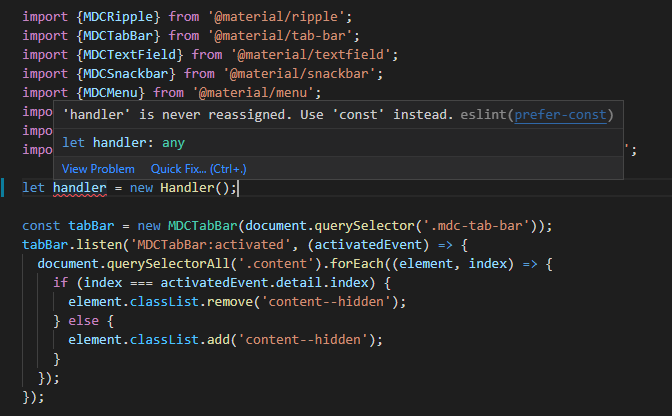 import {MDCRipple} from '@material/ripple';
import {MDCTabBar} from '@material/tab-bar';
import {MDCTextField} from '@material/textfield';
import {MDCSnackbar} from '@material/snackbar';
import {MDCMenu} from '@material/menu';
impo
'handler' is never reassigned. Use 'const' instead. eslint(prefer-const)
impo
let handler: any
impo ';
View Problem Quick Fix... (Ctrl+.)
let handler = new Handler();
const tabBar = new MDCTabBar(document.querySelector('.mdc-tab-bar'));
tabBar.listen('MDCTabBar:activated', (activatedEvent) => {
document.querySelectorAll('.content').forEach((element, index) => {
if (index === activatedEvent.detail.index) {
element.classList.remove('content--hidden');
} else {
element.classList.add('content--hidden');
}
});
});